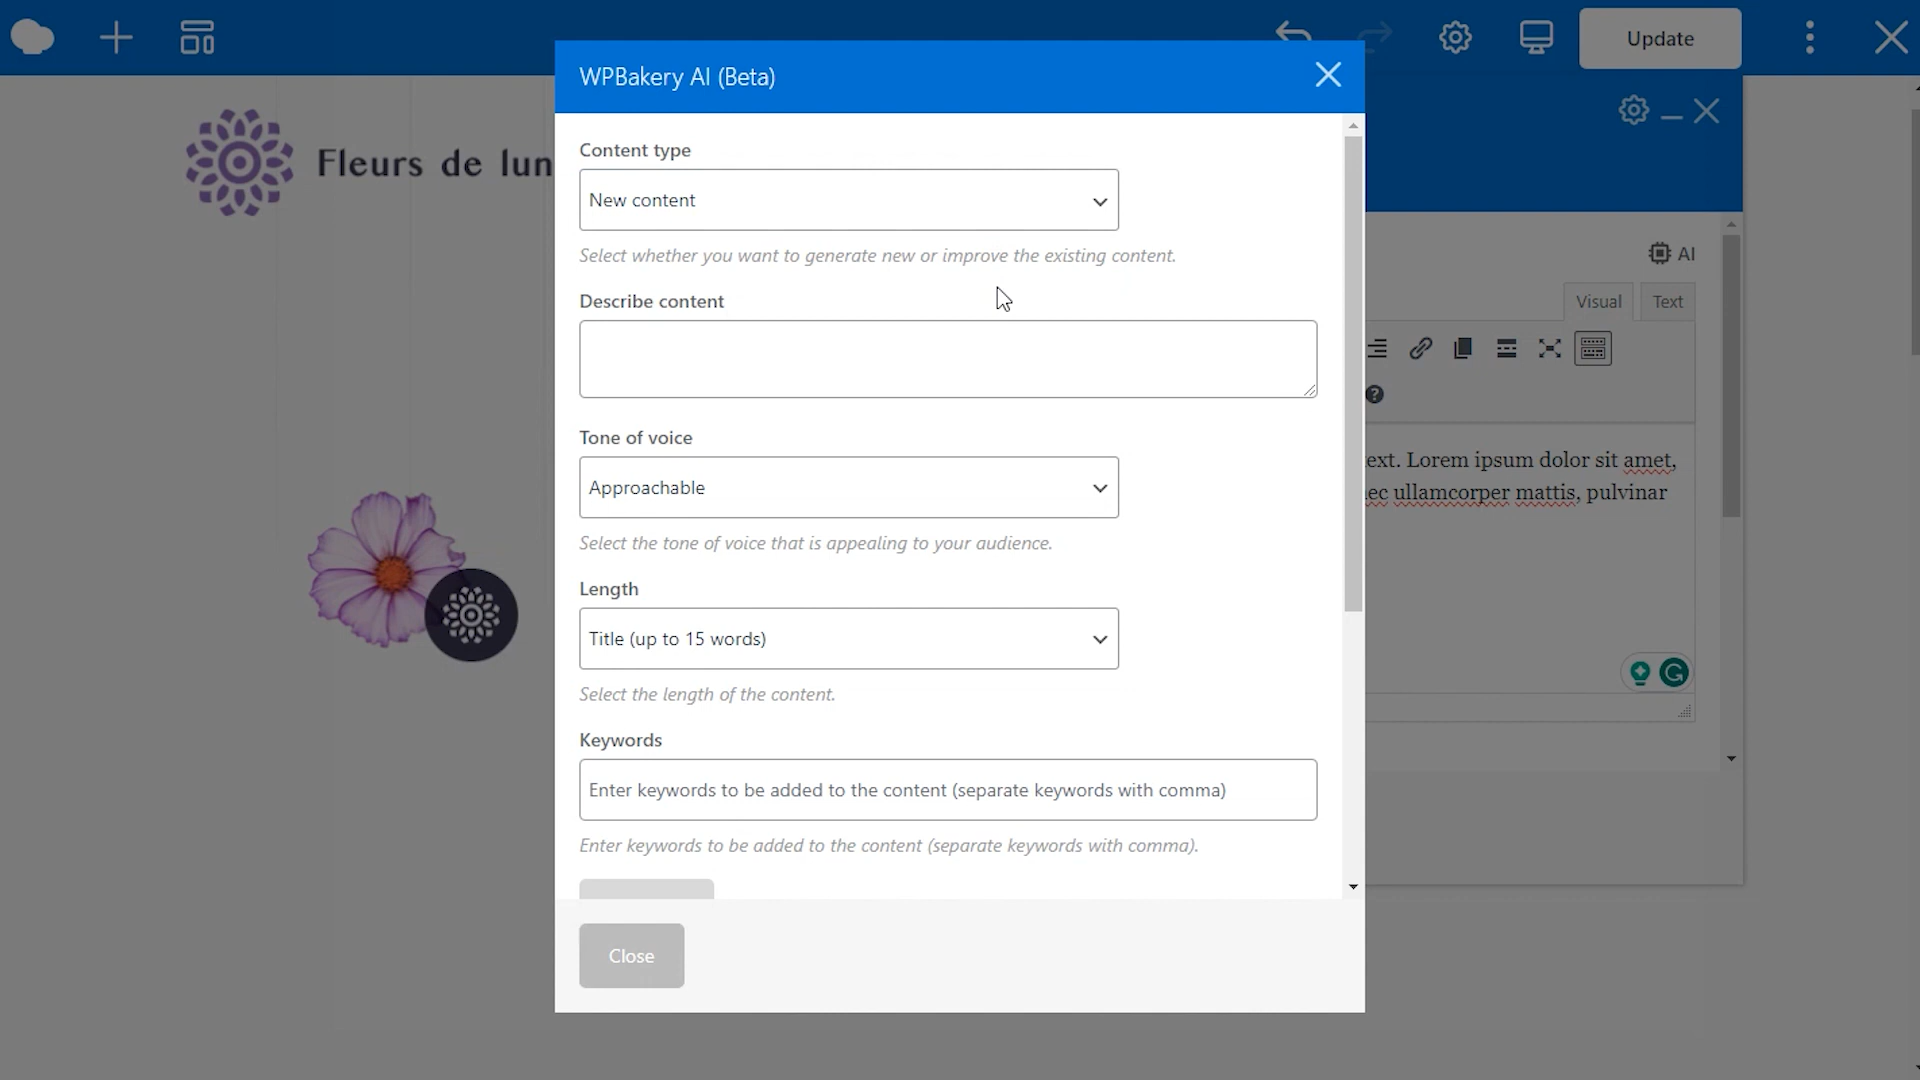 Update
WPBakery AI (Beta)
Fleurs de lun
Content type
New content
Select whether you want to generate new or improve the existing content.
AI
Describe content
Visual
Text
Tone of voice
Approachable
ext. Lorem ipsum dolor sit amet,
ec ullamcorper mattis, pulvinar
Select the tone of voice that is appealing to your audience.
Length
Title (up to 15 words)
Select the length of the content.
Keywords
Enter keywords to be added to the content (separate keywords with comma)
Enter keywords to be added to the content (separate keywords with comma).
Close